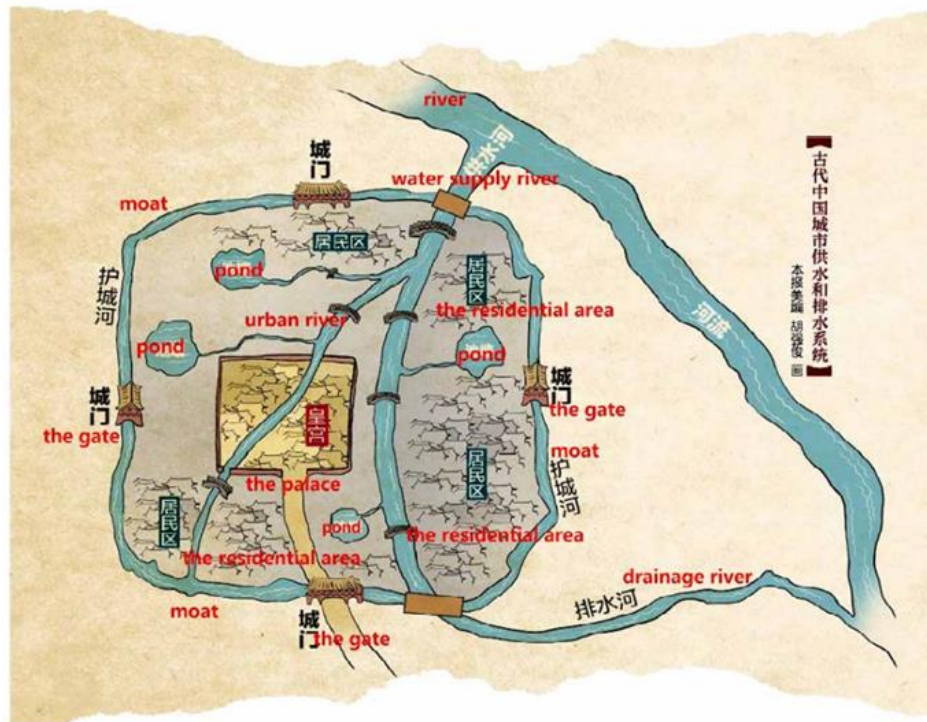 river
供水河
城门
water supply river
moat
居民区
居民区
护城河
pond
the residential area
urban river
pond
pond
河流
【古代中国城市供水和排水系统】
本报美编 胡强俊 画
城门
城门
the gate
the gate
皇宫
moat
居民区
护城河
the palace
居民区
pond
the residential area
the residential area
drainage river
moat
排水河
城门
the gate